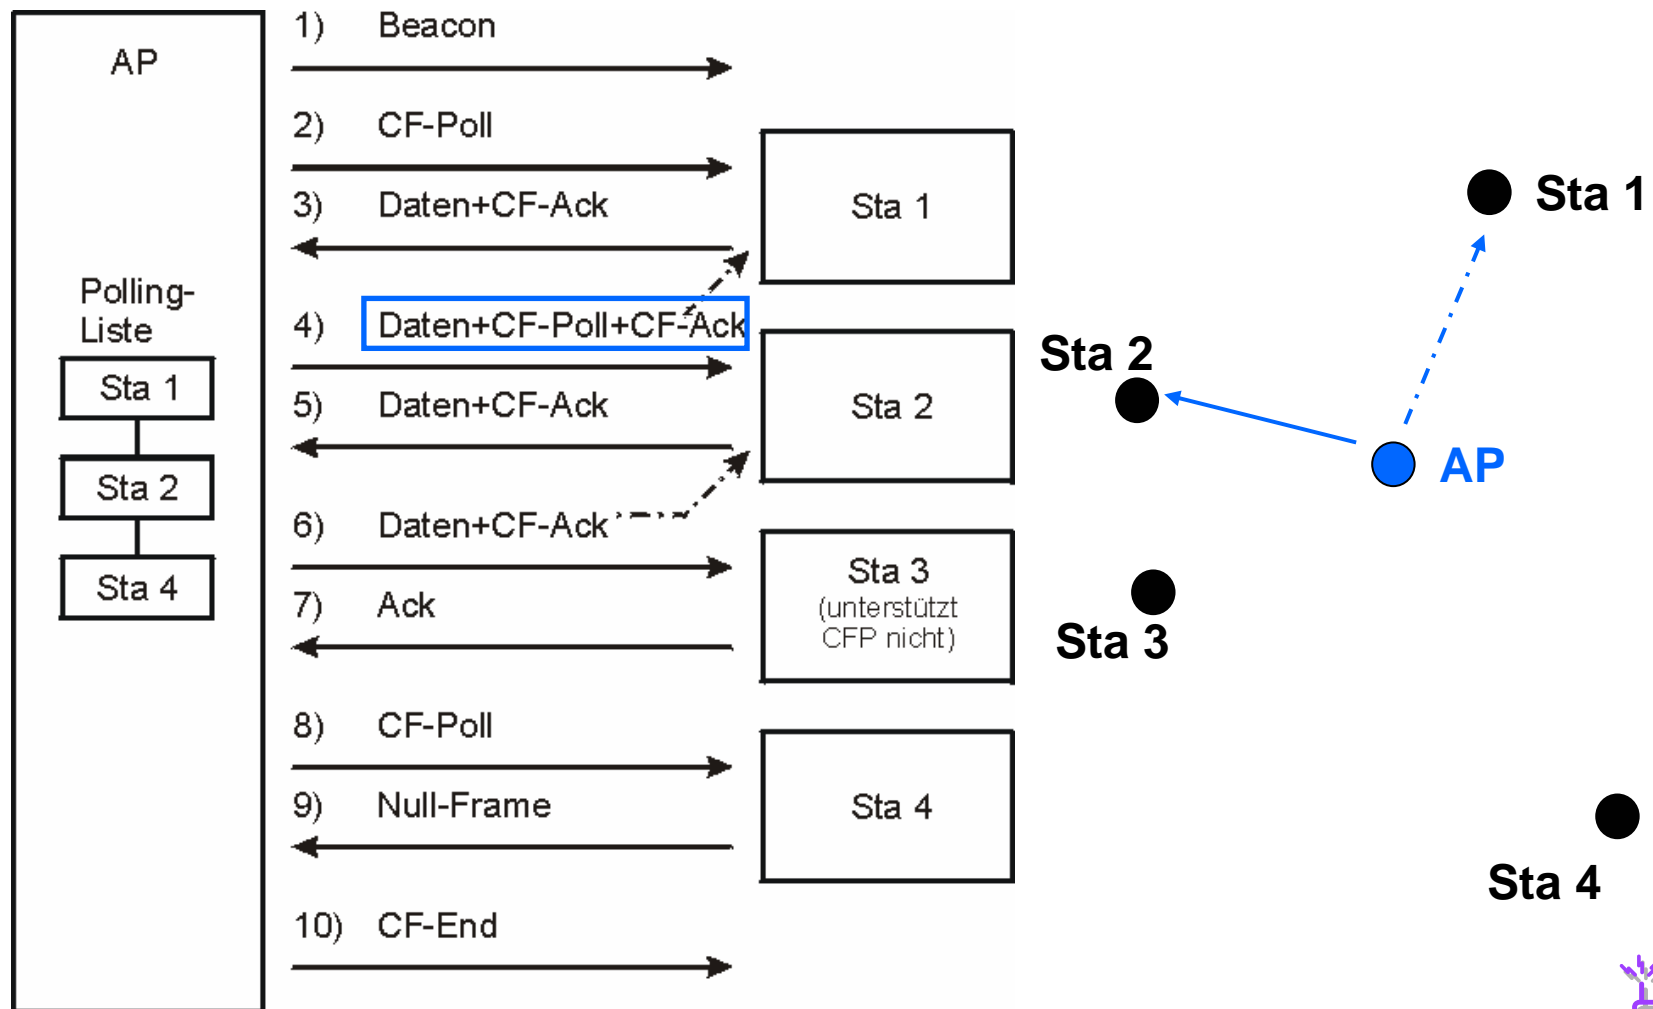 AP
Polling-
Liste
Sta 1
Sta 2
Sta 4
1) Beacon
2) CF-Poll
3) Daten+CF-Ack
4) Daten+CF-Poll+CF-Ack
5) Daten+CF-Ack
6) Daten+CF-Ack
7) Ack
8) CF-Poll
9) Null-Frame
10) CF-End
Sta 1
Sta 2
Sta 3
(unterstützt
CFP nicht)
Sta 4
Sta 1
Sta 2
AP
Sta 3
Sta 4